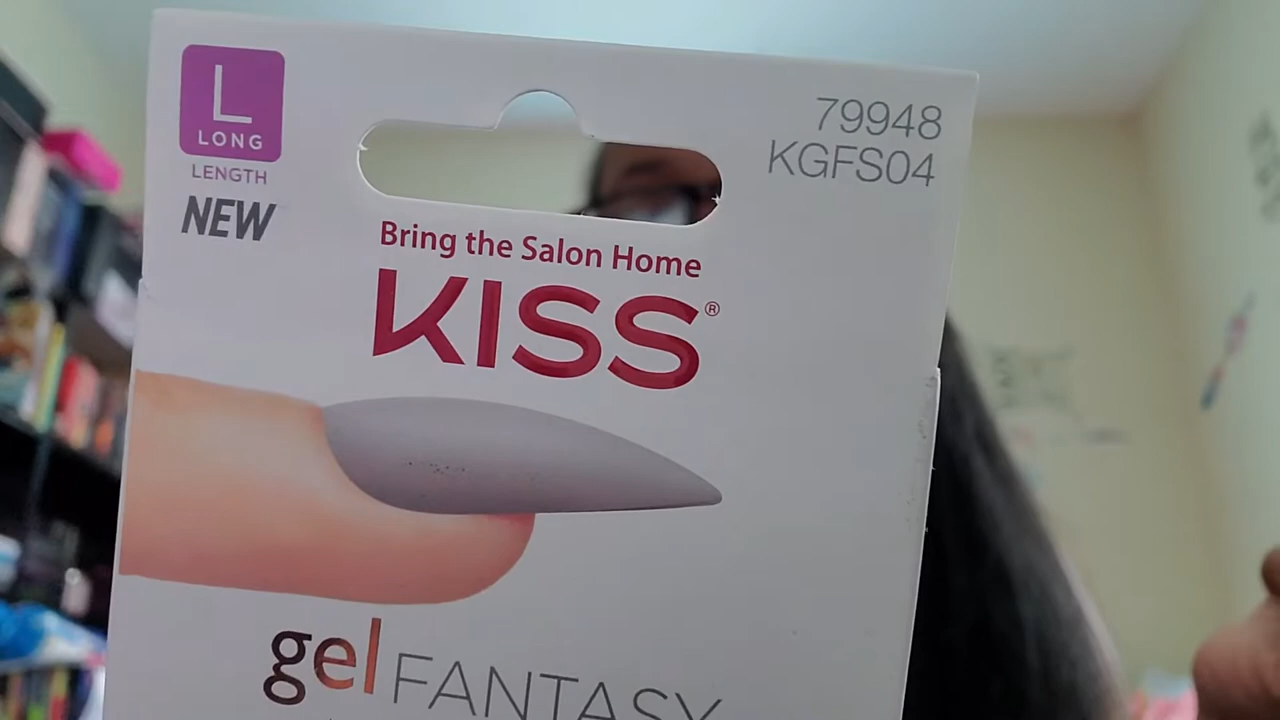 L
LONG
LENGTH
NEW
79948
KGFS04
Bring the Salon Home
KISS®
gel FANTASY